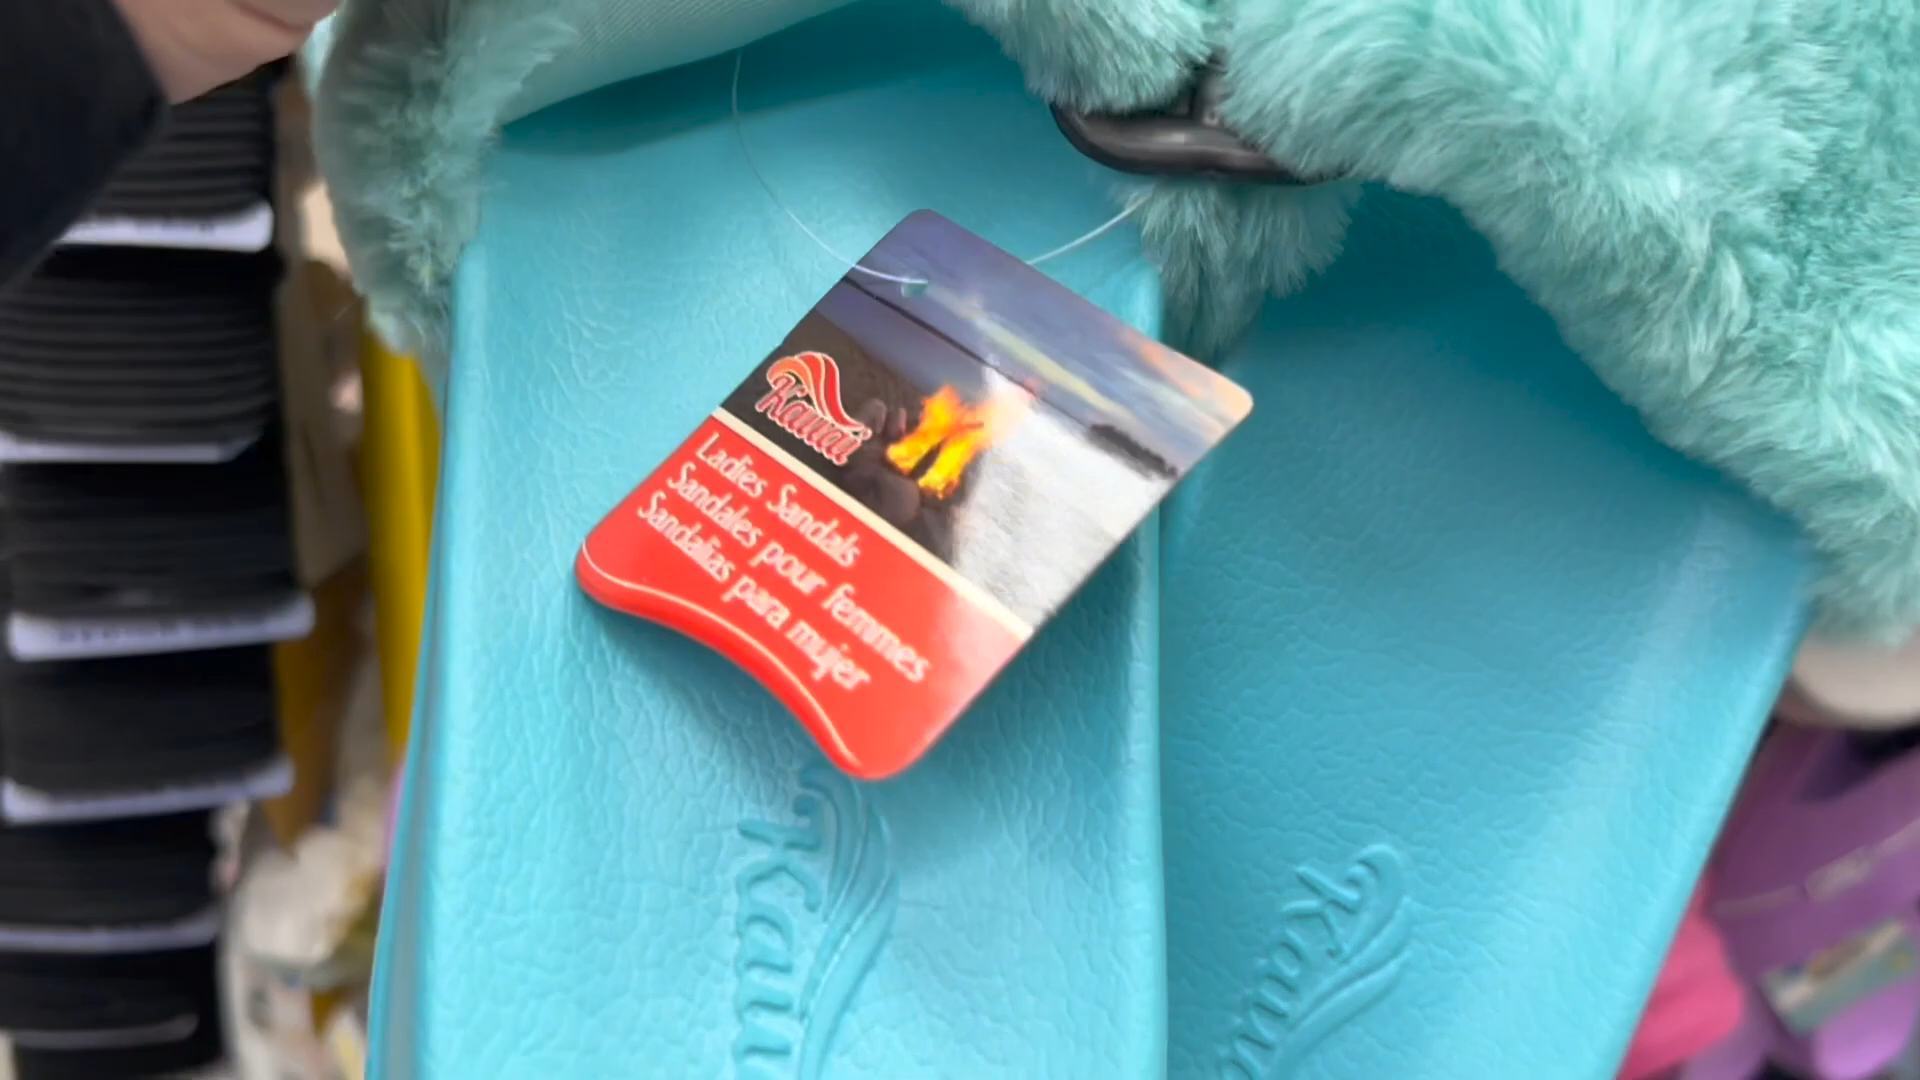 Kauai
Ladies Sandals
Sandales pour femmes
Sandalias para mujer